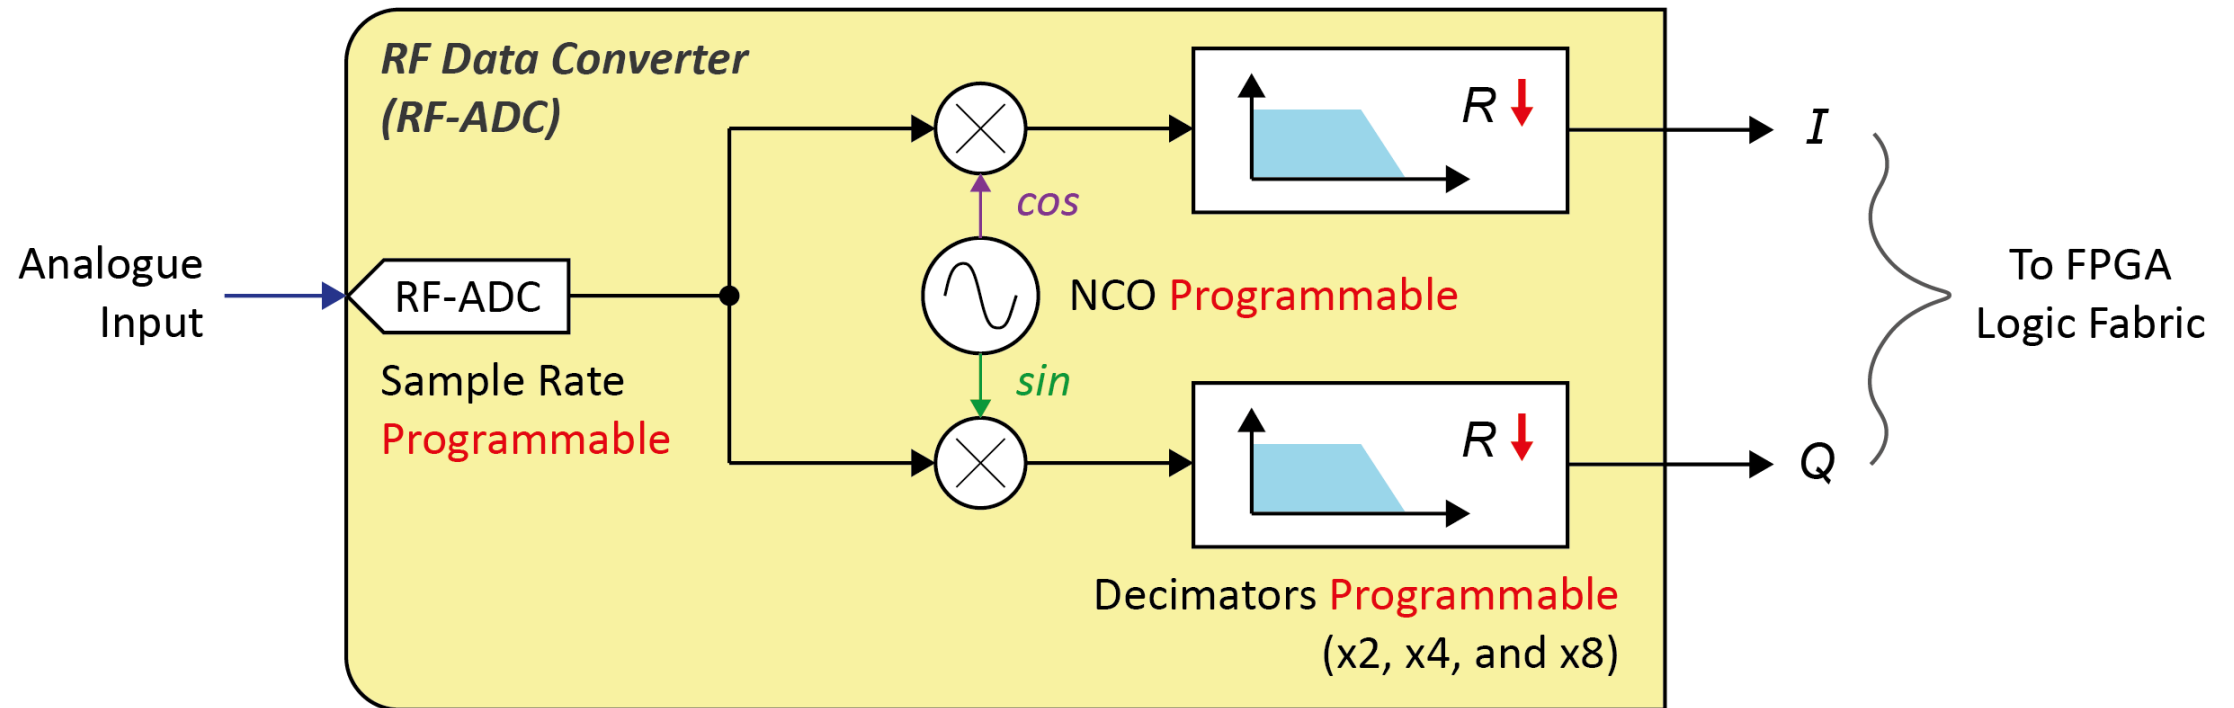 RF Data Converter
(RF-ADC)
Analogue
Input
RF-ADC
Sample Rate
Programmable
cos
NCO Programmable
sin
R
R
Decimators Programmable
(x2, x4, and x8)
I
Q
To FPGA
Logic Fabric